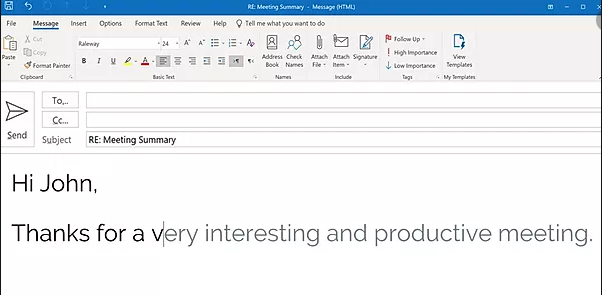 RE: Meeting Summary - Message (HTML)
File Message Insert Options Format Text Review Help Tell me what you want to do
Cut
Copy
Format Painter
Paste
Clipboard
Raleway 24 A A
B I U A
Basic Text
Address Book
Check Names
Names
Attach File
Attach Item
Signature
Include
Follow Up
High Importance
Low Importance
Tags
View Templates
My Templates
Send
To...
Cc...
Subject RE: Meeting Summary
Hi John,
Thanks for a very interesting and productive meeting.